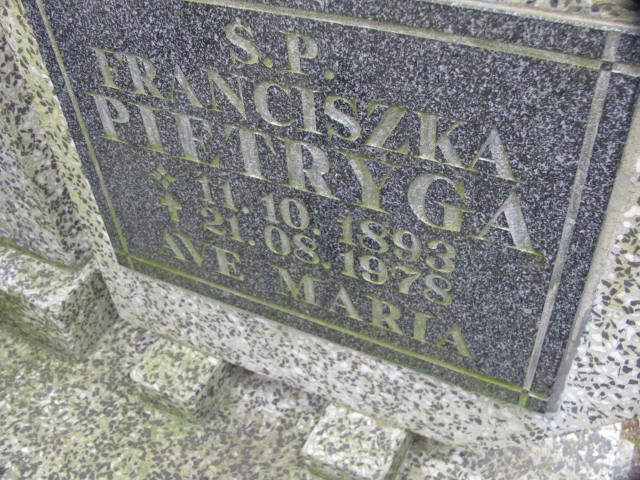 Ś.P.
FRANCISZKA
PIETRYGA
* 11.10.1893
✝ 21.08.1978
AVE MARIA